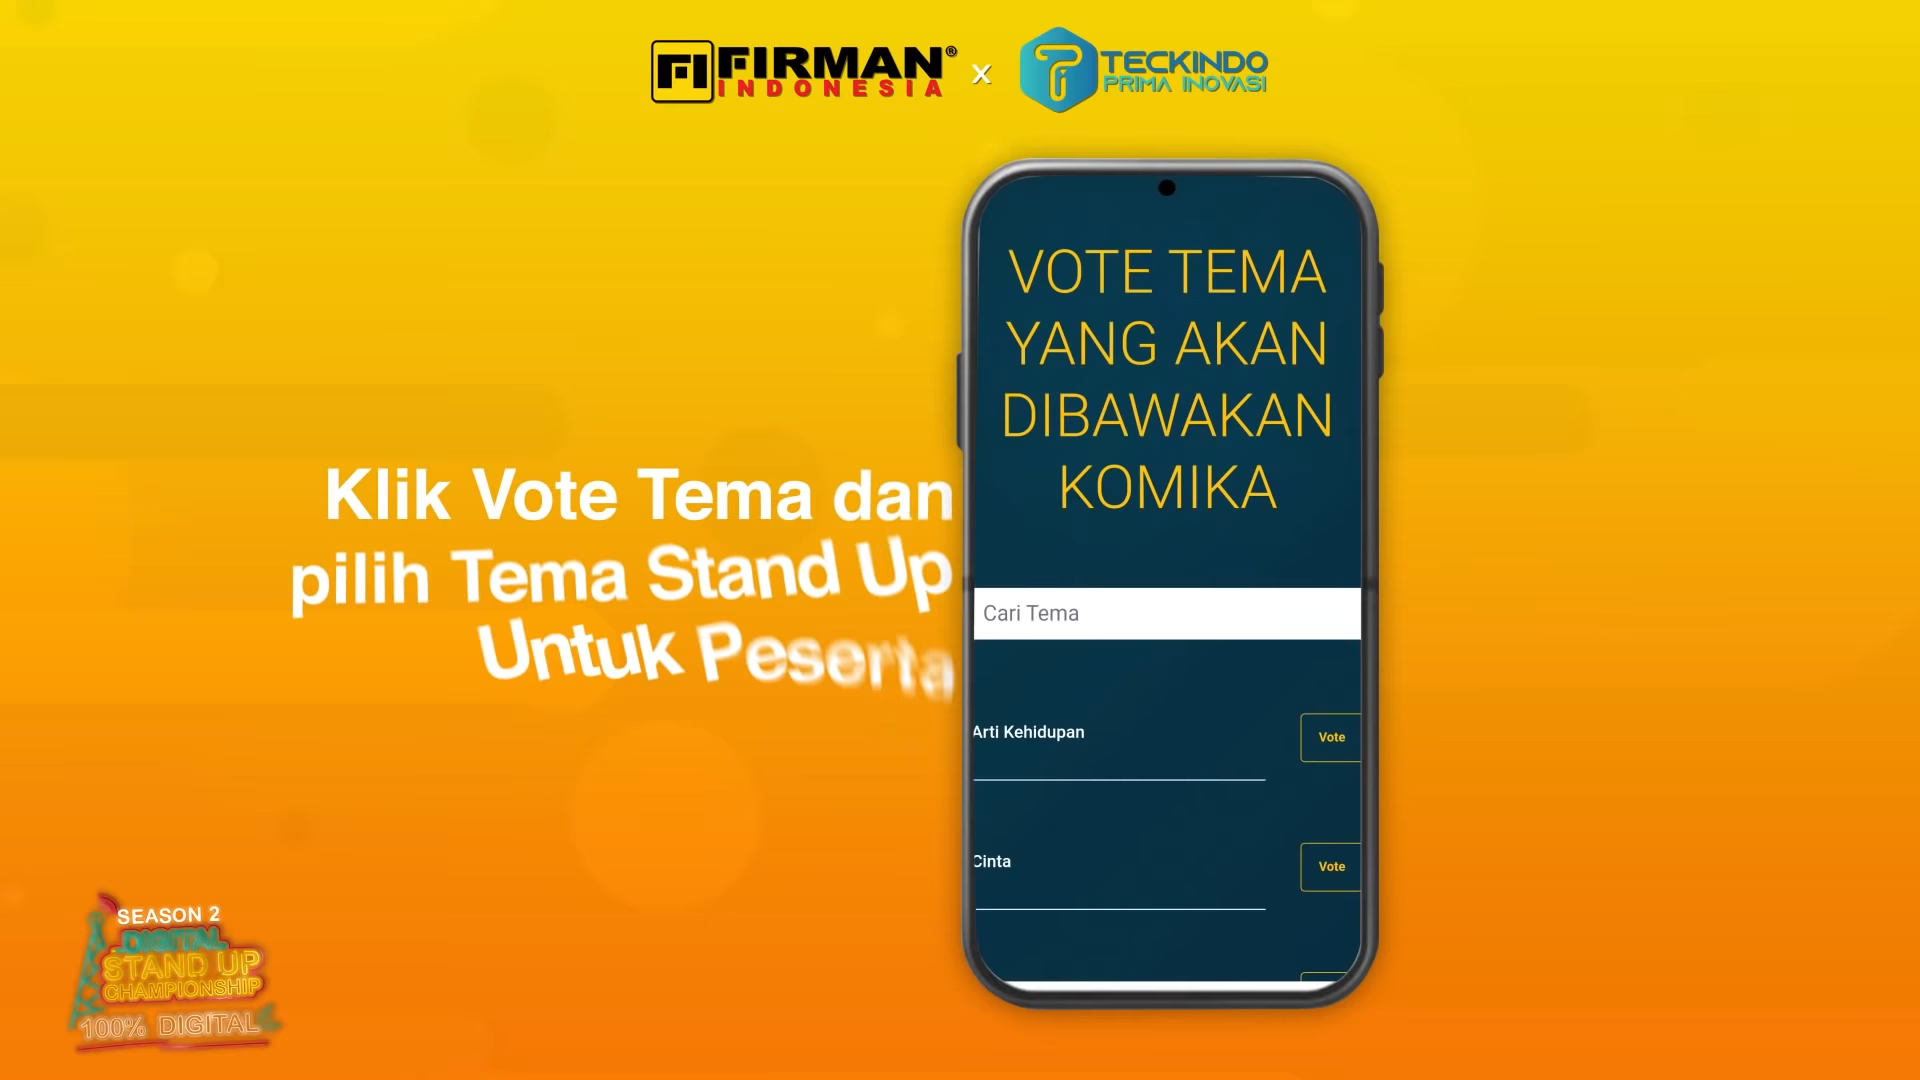 FI FIRMAN®
INDONESIA
x
TECKINDO
PRIMA INOVASI
VOTE TEMA
YANG AKAN
DIBAWAKAN
KOMIKA
Klik Vote Tema dan
pilih Tema Stand Up
Untuk Peserta
Cari Tema
Arti Kehidupan
Vote
Cinta
Vote
SEASON 2
DIGITAL
STAND UP
CHAMPIONSHIP
100% DIGITAL